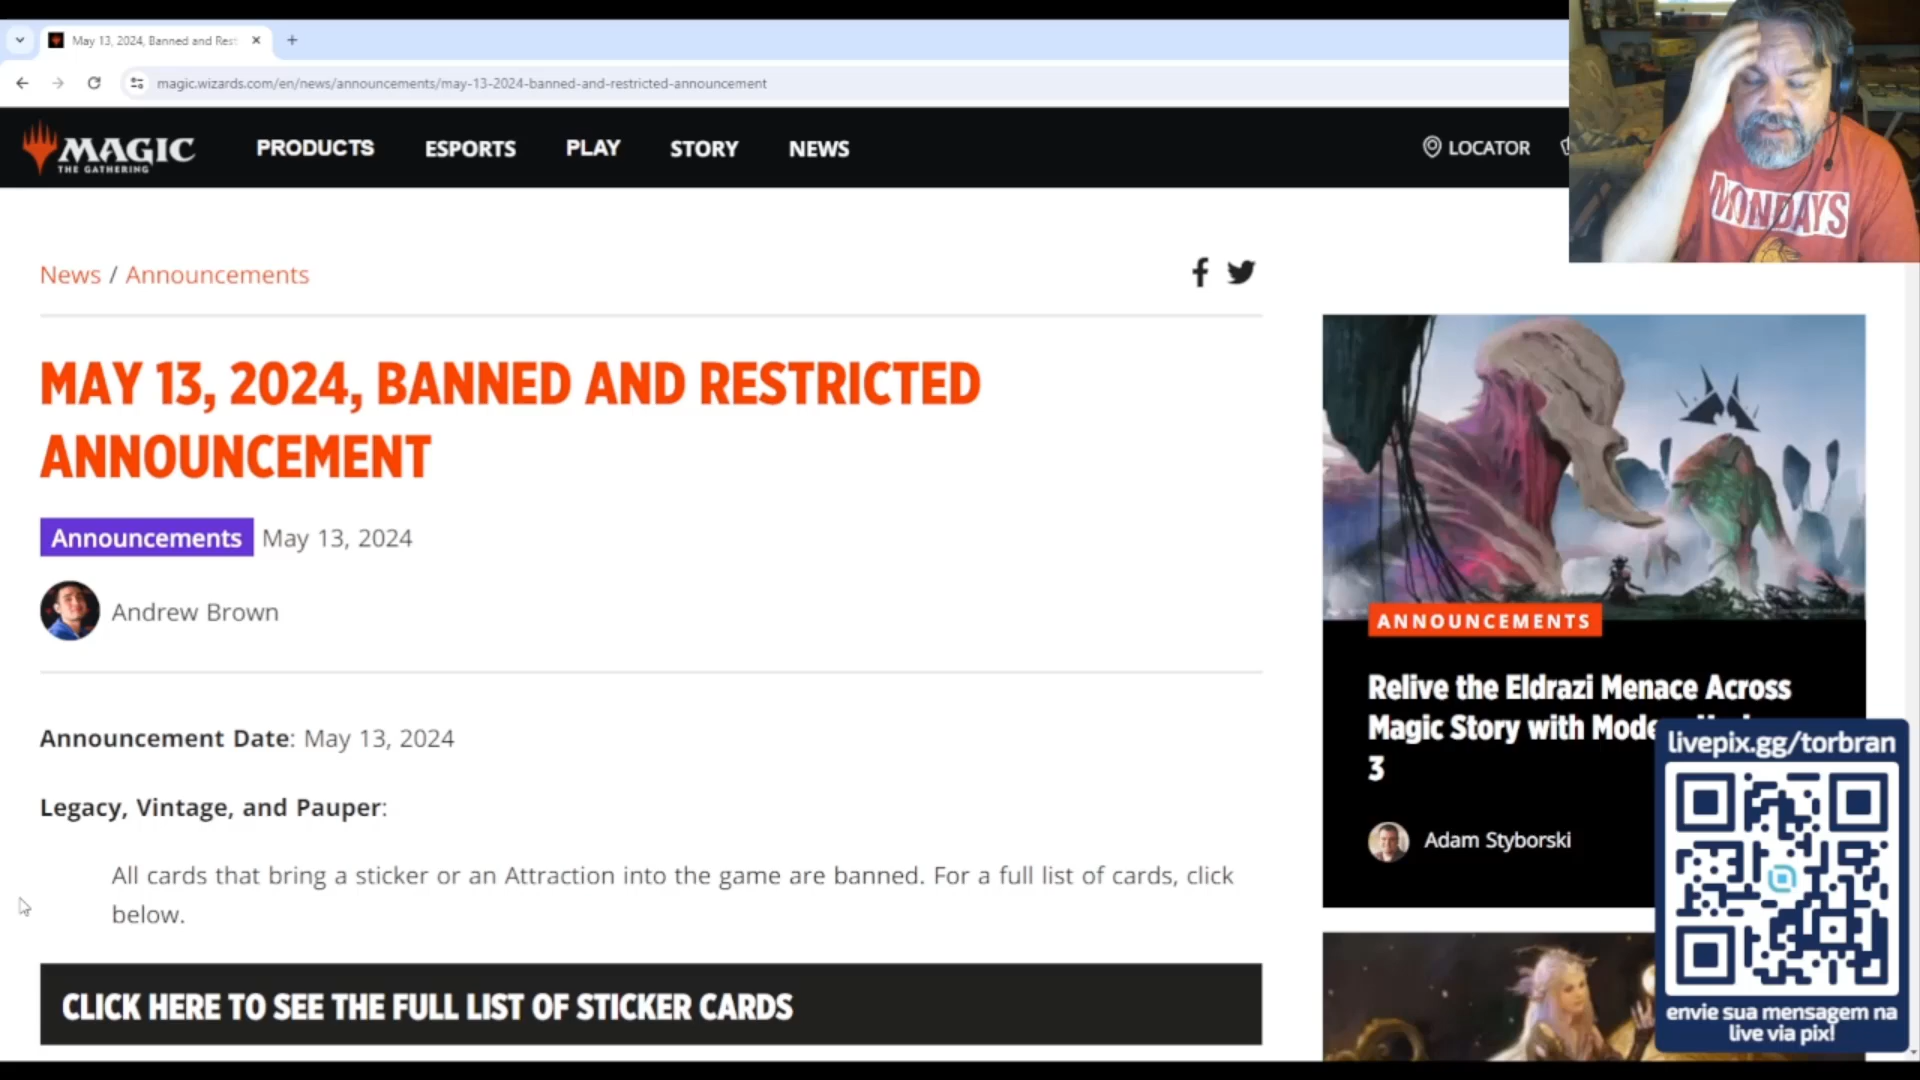 May 13, 2024, Banned and Rest
magic.wizards.com/en/news/announcements/may-13-2024-banned-and-restricted-announcement
MAGIC
THE GATHERING
PRODUCTS
ESPORTS
PLAY
STORY
NEWS
LOCATOR
MONDAYS
News / Announcements
MAY 13, 2024, BANNED AND RESTRICTED
ANNOUNCEMENT
Announcements May 13, 2024
Andrew Brown
Announcement Date: May 13, 2024
Legacy, Vintage, and Pauper:
All cards that bring a sticker or an Attraction into the game are banned. For a full list of cards, click
below.
CLICK HERE TO SEE THE FULL LIST OF STICKER CARDS
ANNOUNCEMENTS
Relive the Eldrazi Menace Across
Magic Story with
3
Adam Styborski
livepix.gg/torbran
envie sua mensagem na
live via pix!